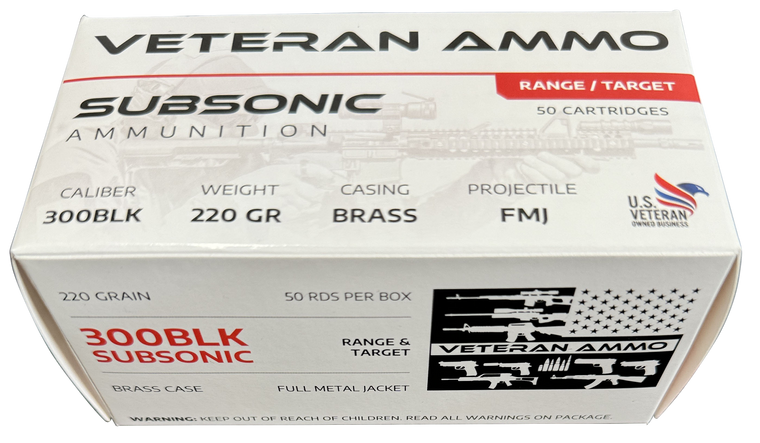 VETERAN AMMO
RANGE / TARGET
SUBSONIC
50 CARTRIDGES
AMMUNITION
CALIBER WEIGHT CASING PROJECTILE
300BLK 220 GR BRASS FMJ
U.S.
VETERAN
OWNED BUSINESS
220 GRAIN 50 RDS PER BOX
300BLK
SUBSONIC
RANGE &
TARGET
VETERAN AMMO
BRASS CASE FULL METAL JACKET
WARNING: KEEP OUT OF REACH OF CHILDREN. READ ALL WARNINGS ON PACKAGE.